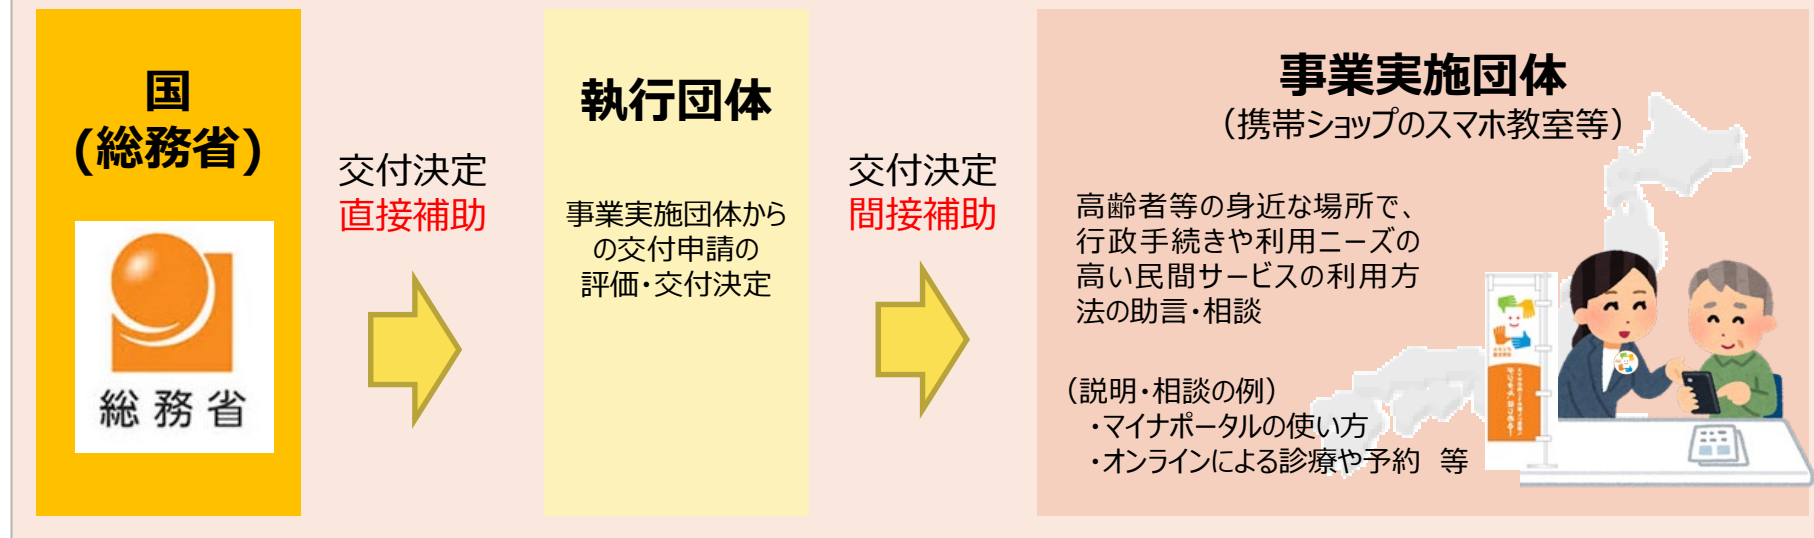 国
(総務省)
総務省
交付決定
直接補助
執行団体
事業実施団体から
の交付申請の
評価・交付決定
交付決定
間接補助
事業実施団体
（携帯ショップのスマホ教室等）
高齢者等の身近な場所で、
行政手続きや利用ニーズの
高い民間サービスの利用方
法の助言・相談
（説明・相談の例）
・マイナポータルの使い方
・オンラインによる診療や予約　等